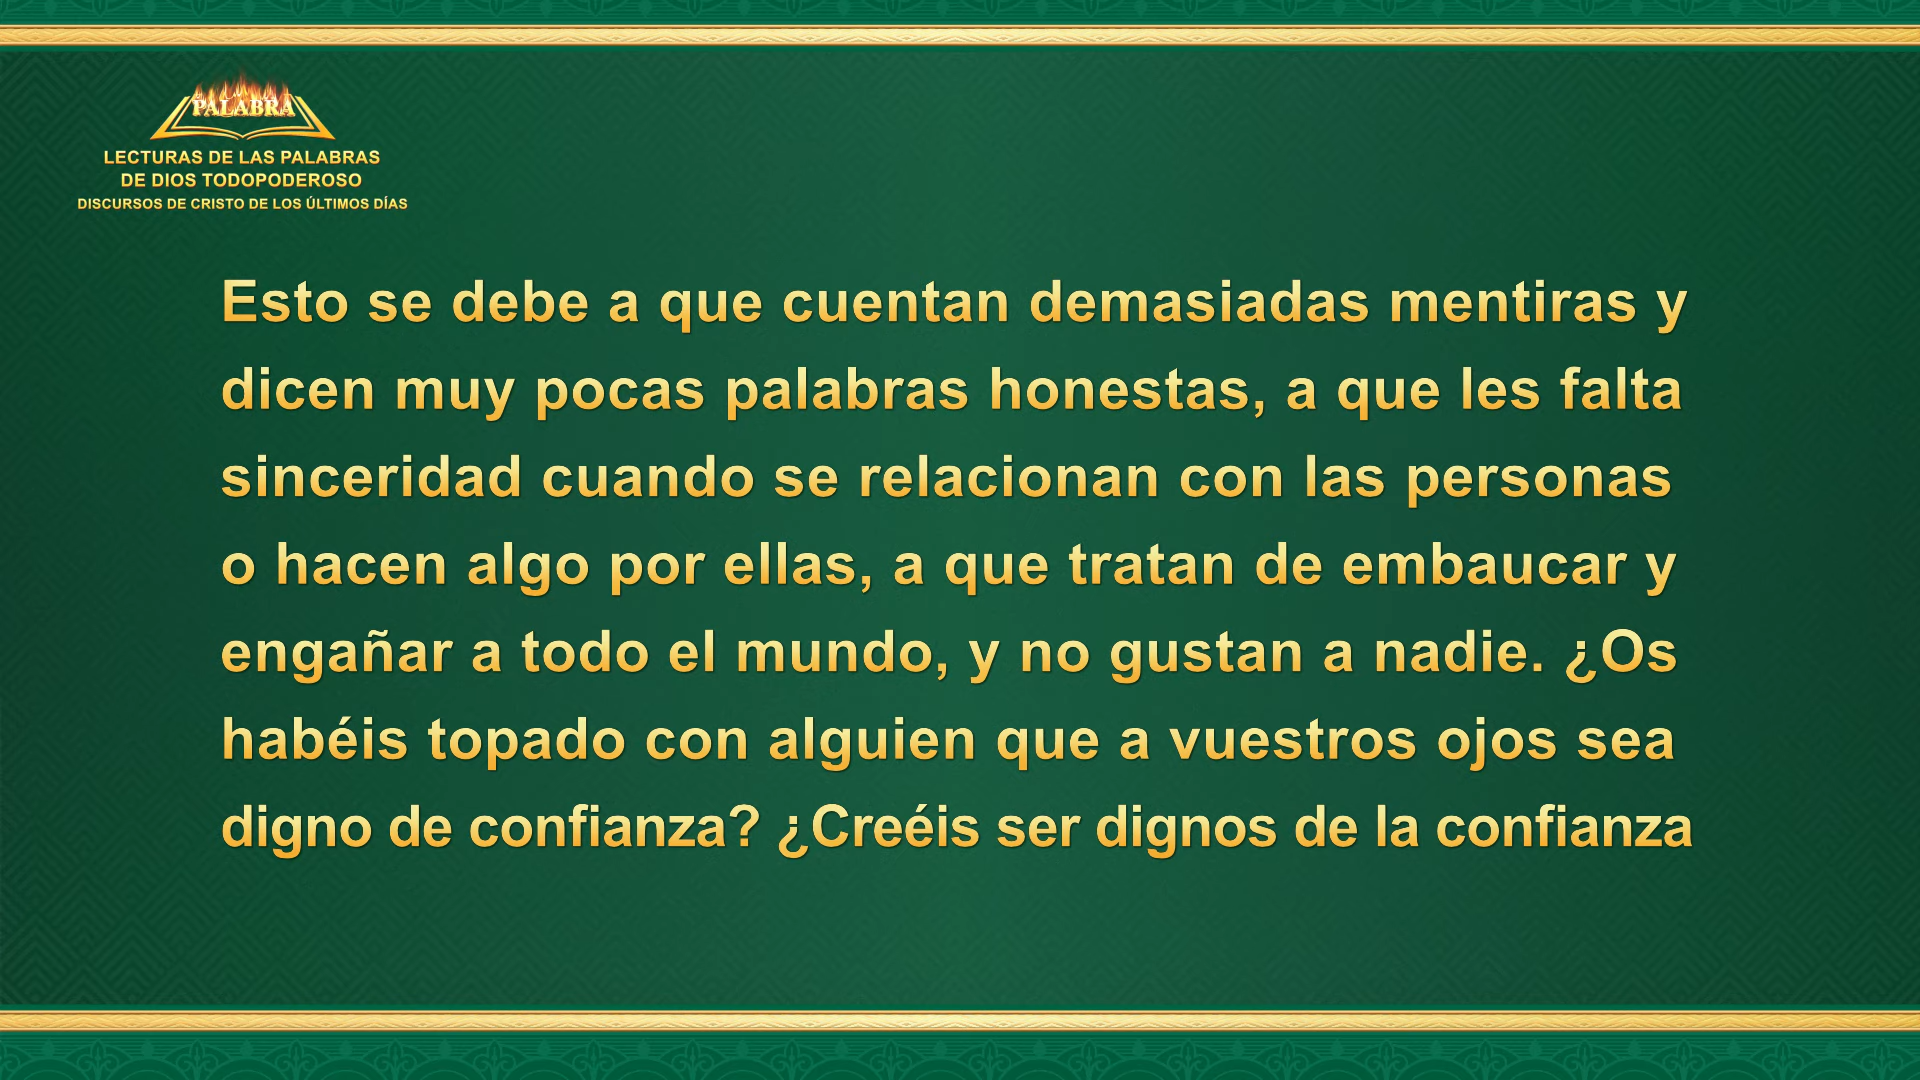 PALABRA
LECTURAS DE LAS PALABRAS
DE DIOS TODOPODEROSO
DISCURSOS DE CRISTO DE LOS ÚLTIMOS DÍAS
Esto se debe a que cuentan demasiadas mentiras y
dicen muy pocas palabras honestas, a que les falta
sinceridad cuando se relacionan con las personas
o hacen algo por ellas, a que tratan de embaucar y
engañar a todo el mundo, y no gustan a nadie. ¿Os
habéis topado con alguien que a vuestros ojos sea
digno de confianza? ¿Creéis ser dignos de la confianza